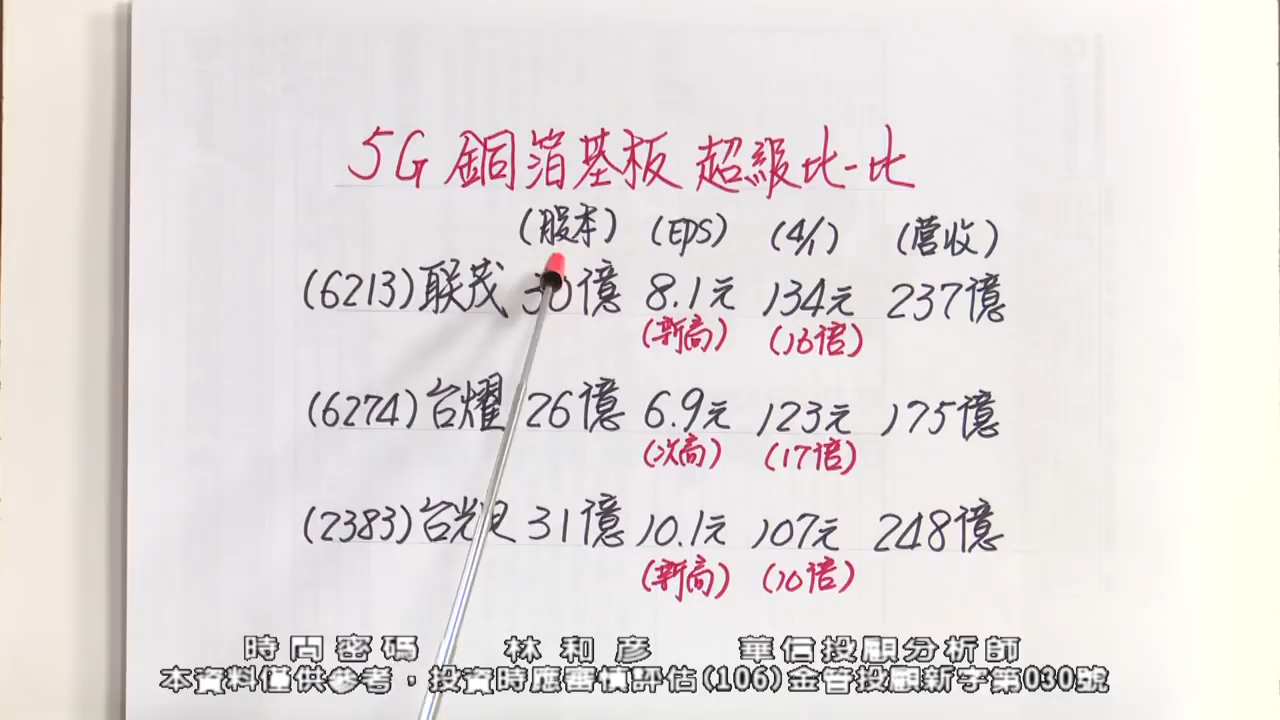 5G 銅箔基板 超級比一比
(股本) (EPS) (4/1) (營收)
(6213)联茂 30億 8.1元 134元 237億
(新高) (16倍)
(6274)台燿 26億 6.9元 123元 175億
(次高) (17倍)
(2383)台光 31億 10.1元 107元 248億
(新高) (10倍)
時間密碼 林和彥 華信投顧分析師
本資料僅供參考，投資時應審慎評估(106)金管投顧新字第030號